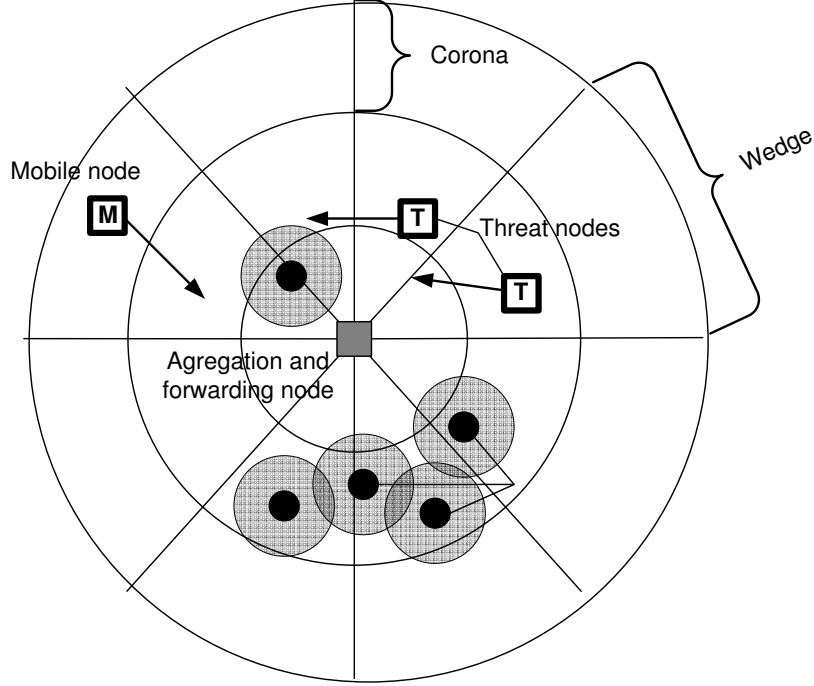 Corona
Wedge
Mobile node
M
T
Threat nodes
T
Agregation and
forwarding node